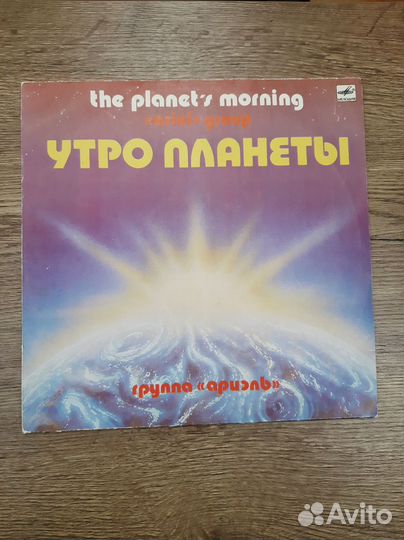 the planet's morning
«ariel» group
УТРО ПЛАНЕТЫ
группа «ариэль»
Avito